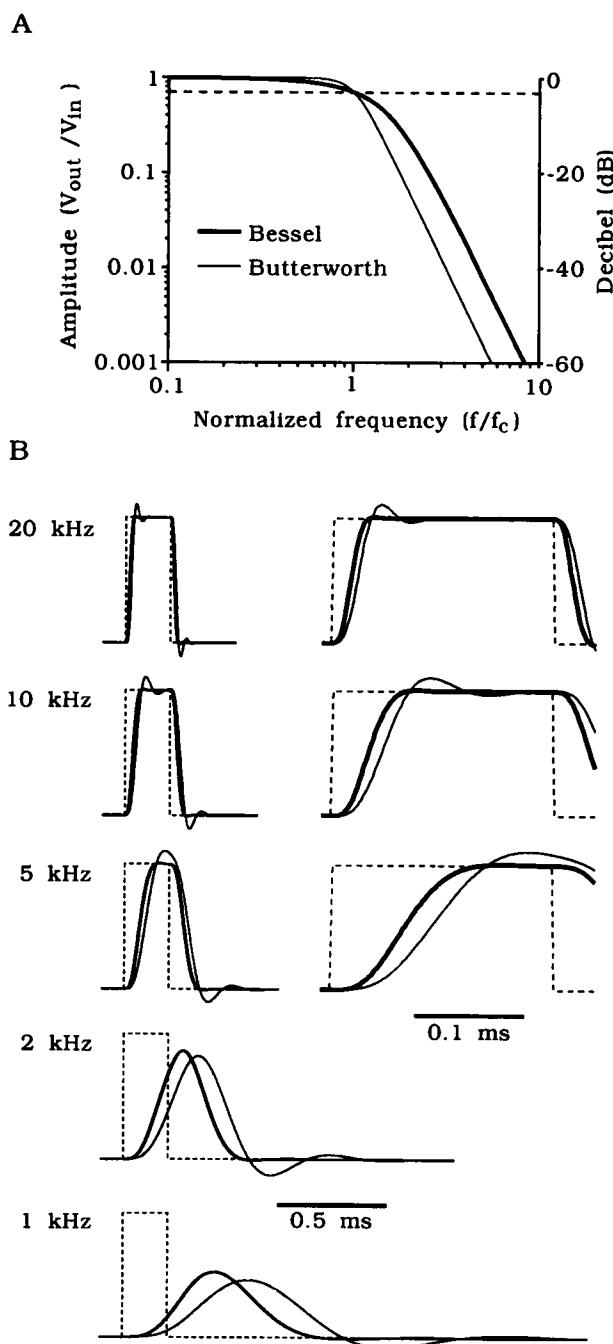 A
Amplitude (Vout/Vin)
1
0.1
0.01
0.001
0
-20
-40
-60
Decibel (dB)
Bessel
Butterworth
0.1
1
10
Normalized frequency (f/fc)
B
20 kHz
10 kHz
5 kHz
0.1 ms
2 kHz
0.5 ms
1 kHz